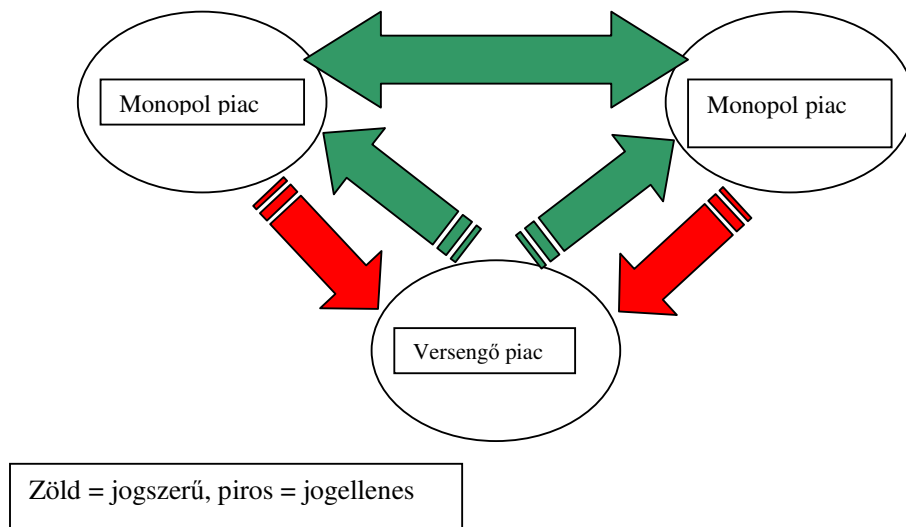 Monopol piac
Monopol piac
Versengő piac
Zöld = jogszerű, piros = jogellenes